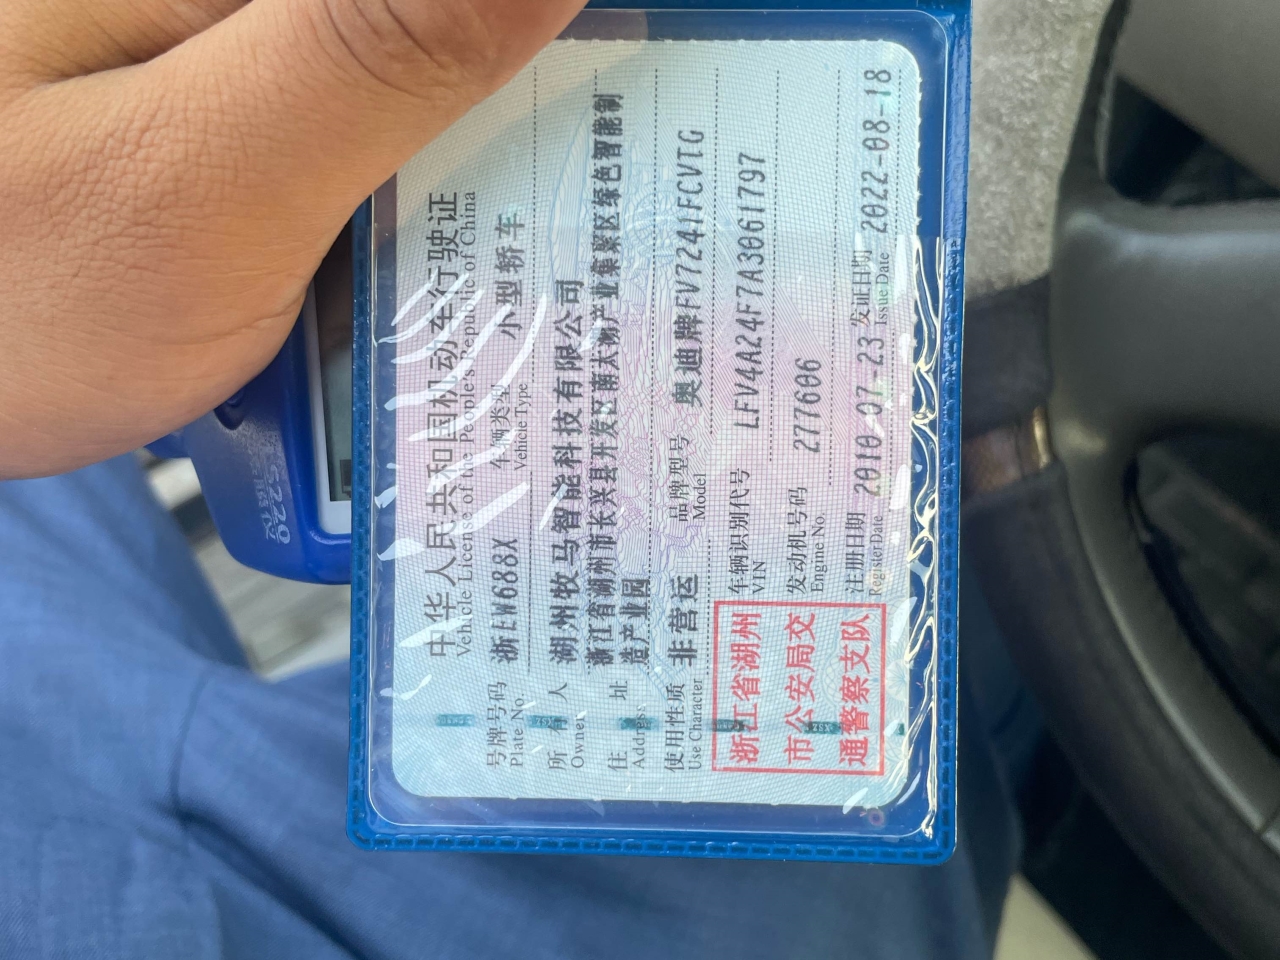 中华人民共和国机动车行驶证
Vehicle License of the People's Republic of China
号牌号码 浙EW688X 车辆类型 小型轿车
Plate No. Vehicle Type
所有人 湖州牧马智能科技有限公司
Owner
住址 浙江省湖州市长兴县开发区南太湖产业集聚区绿色智能制
Address 造产业园
使用性质 非营运 品牌型号 奥迪牌FV7241FCVTG
Use Character Model
浙江省湖州
市公安局交
通警察支队
车辆识别代号 LFV4A24F7A3061797
VIN
发动机号码 277606
Engine No.
注册日期 2010-07-23 发证日期 2022-08-18
Register Date Issue Date